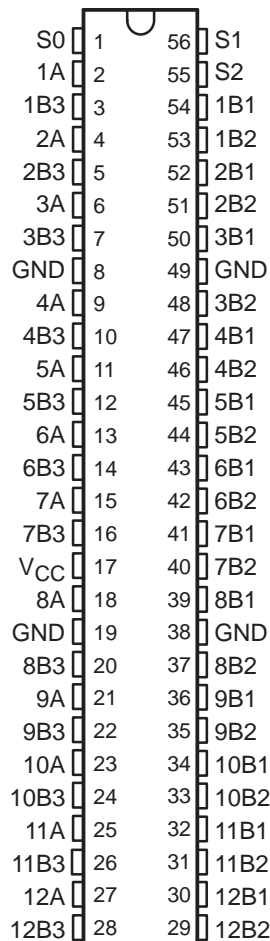 S0 1 56 S1
1A 2 55 S2
1B3 3 54 1B1
2A 4 53 1B2
2B3 5 52 2B1
3A 6 51 2B2
3B3 7 50 3B1
GND 8 49 GND
4A 9 48 3B2
4B3 10 47 4B1
5A 11 46 4B2
5B3 12 45 5B1
6A 13 44 5B2
6B3 14 43 6B1
7A 15 42 6B2
7B3 16 41 7B1
VCC 17 40 7B2
8A 18 39 8B1
GND 19 38 GND
8B3 20 37 8B2
9A 21 36 9B1
9B3 22 35 9B2
10A 23 34 10B1
10B3 24 33 10B2
11A 25 32 11B1
11B3 26 31 11B2
12A 27 30 12B1
12B3 28 29 12B2